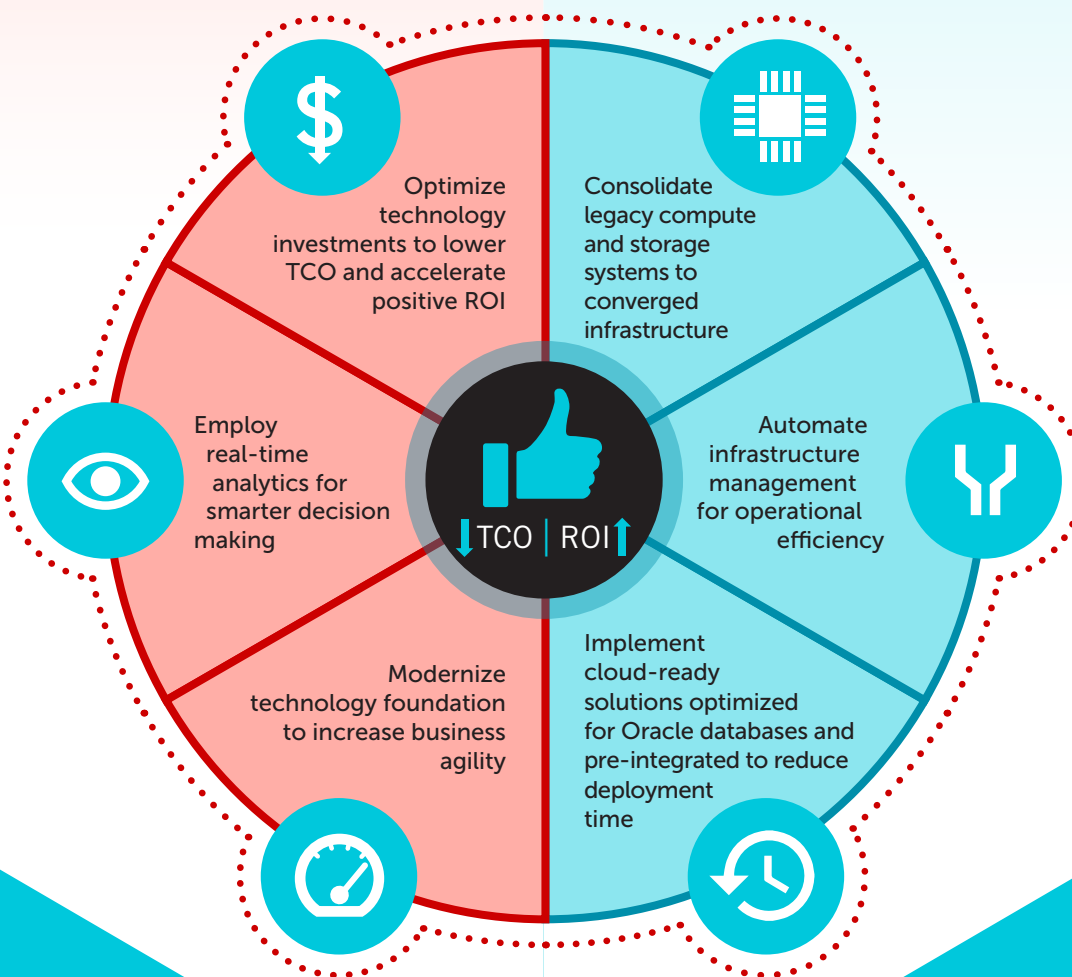 Optimize
technology
investments to lower
TCO and accelerate
positive ROI
Consolidate
legacy compute
and storage
systems to
converged
infrastructure
Employ
real-time
analytics for
smarter decision
making
TCO | ROI
Automate
infrastructure
management
for operational
efficiency
Modernize
technology foundation
to increase business
agility
Implement
cloud-ready
solutions optimized
for Oracle databases and
pre-integrated to reduce
deployment
time